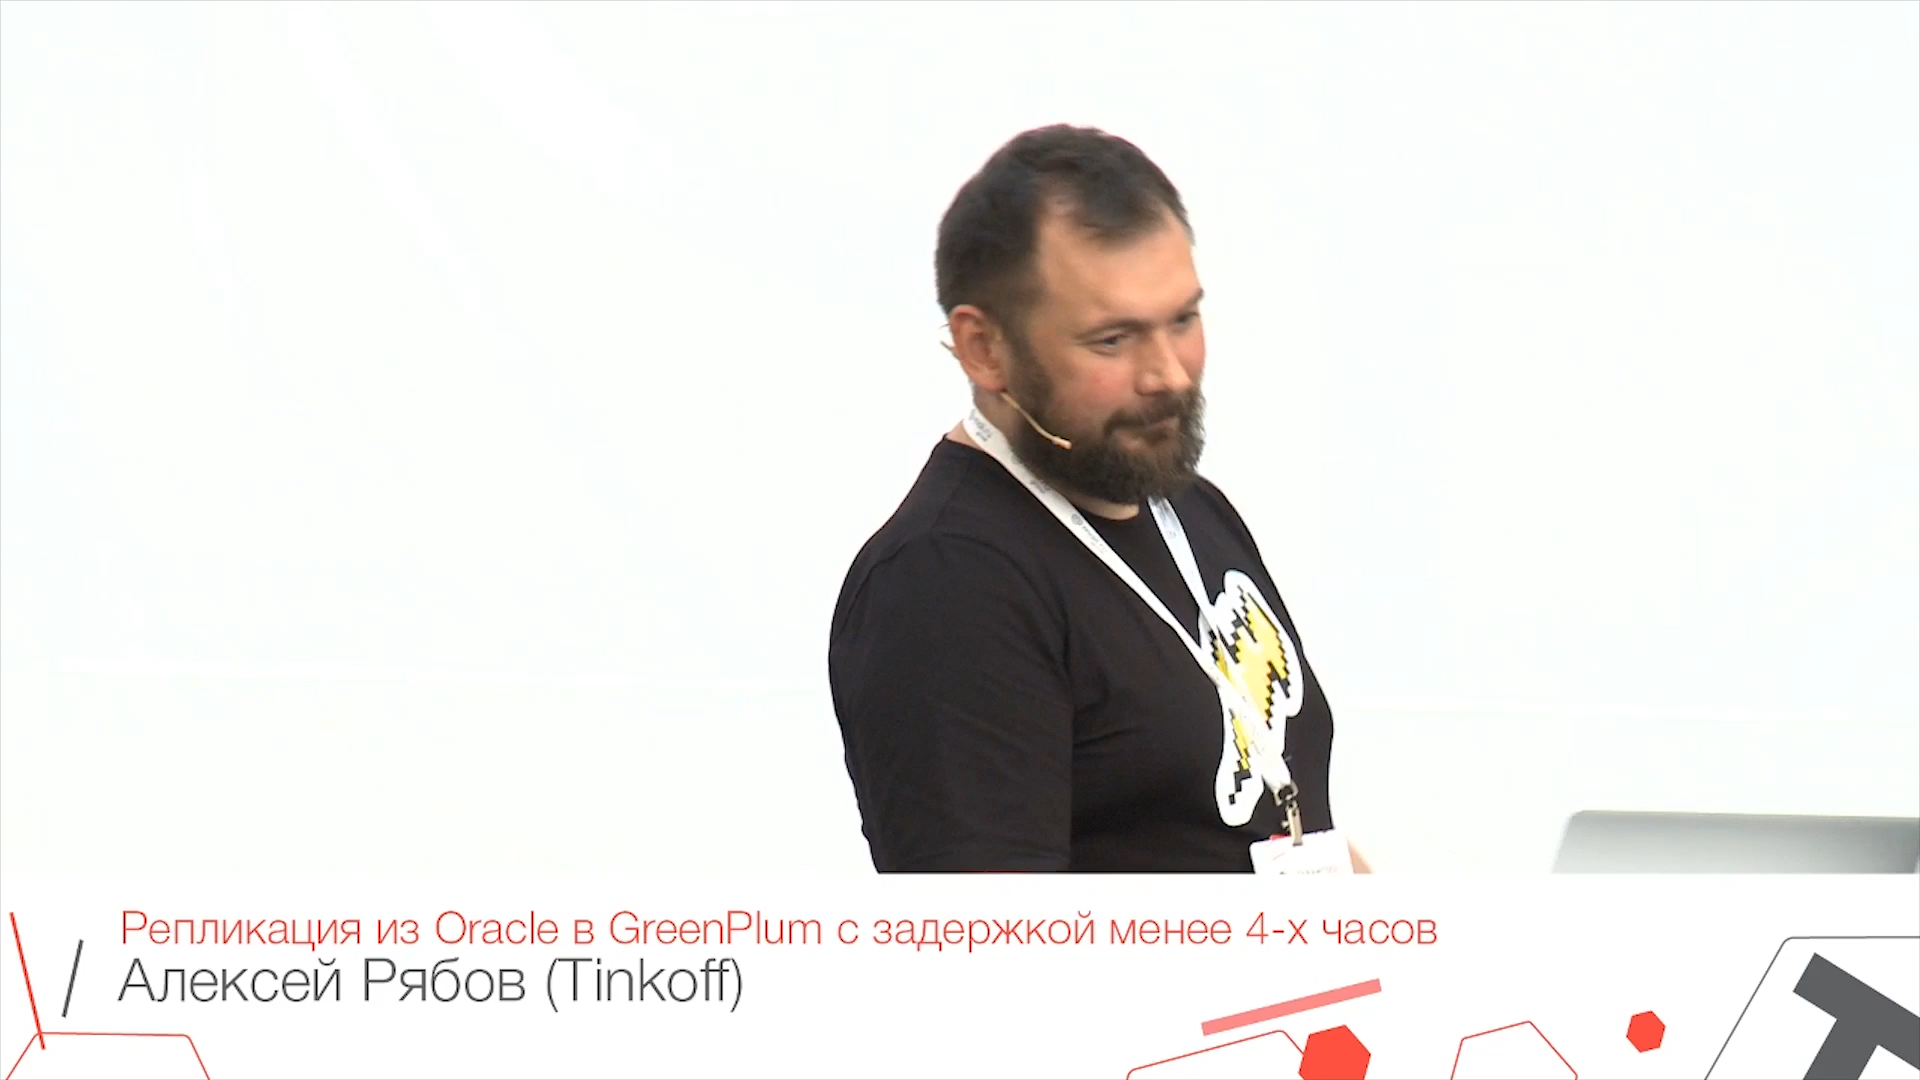 Репликация из Oracle в GreenPlum с задержкой менее 4-х часов
Алексей Рябов (Tinkoff)